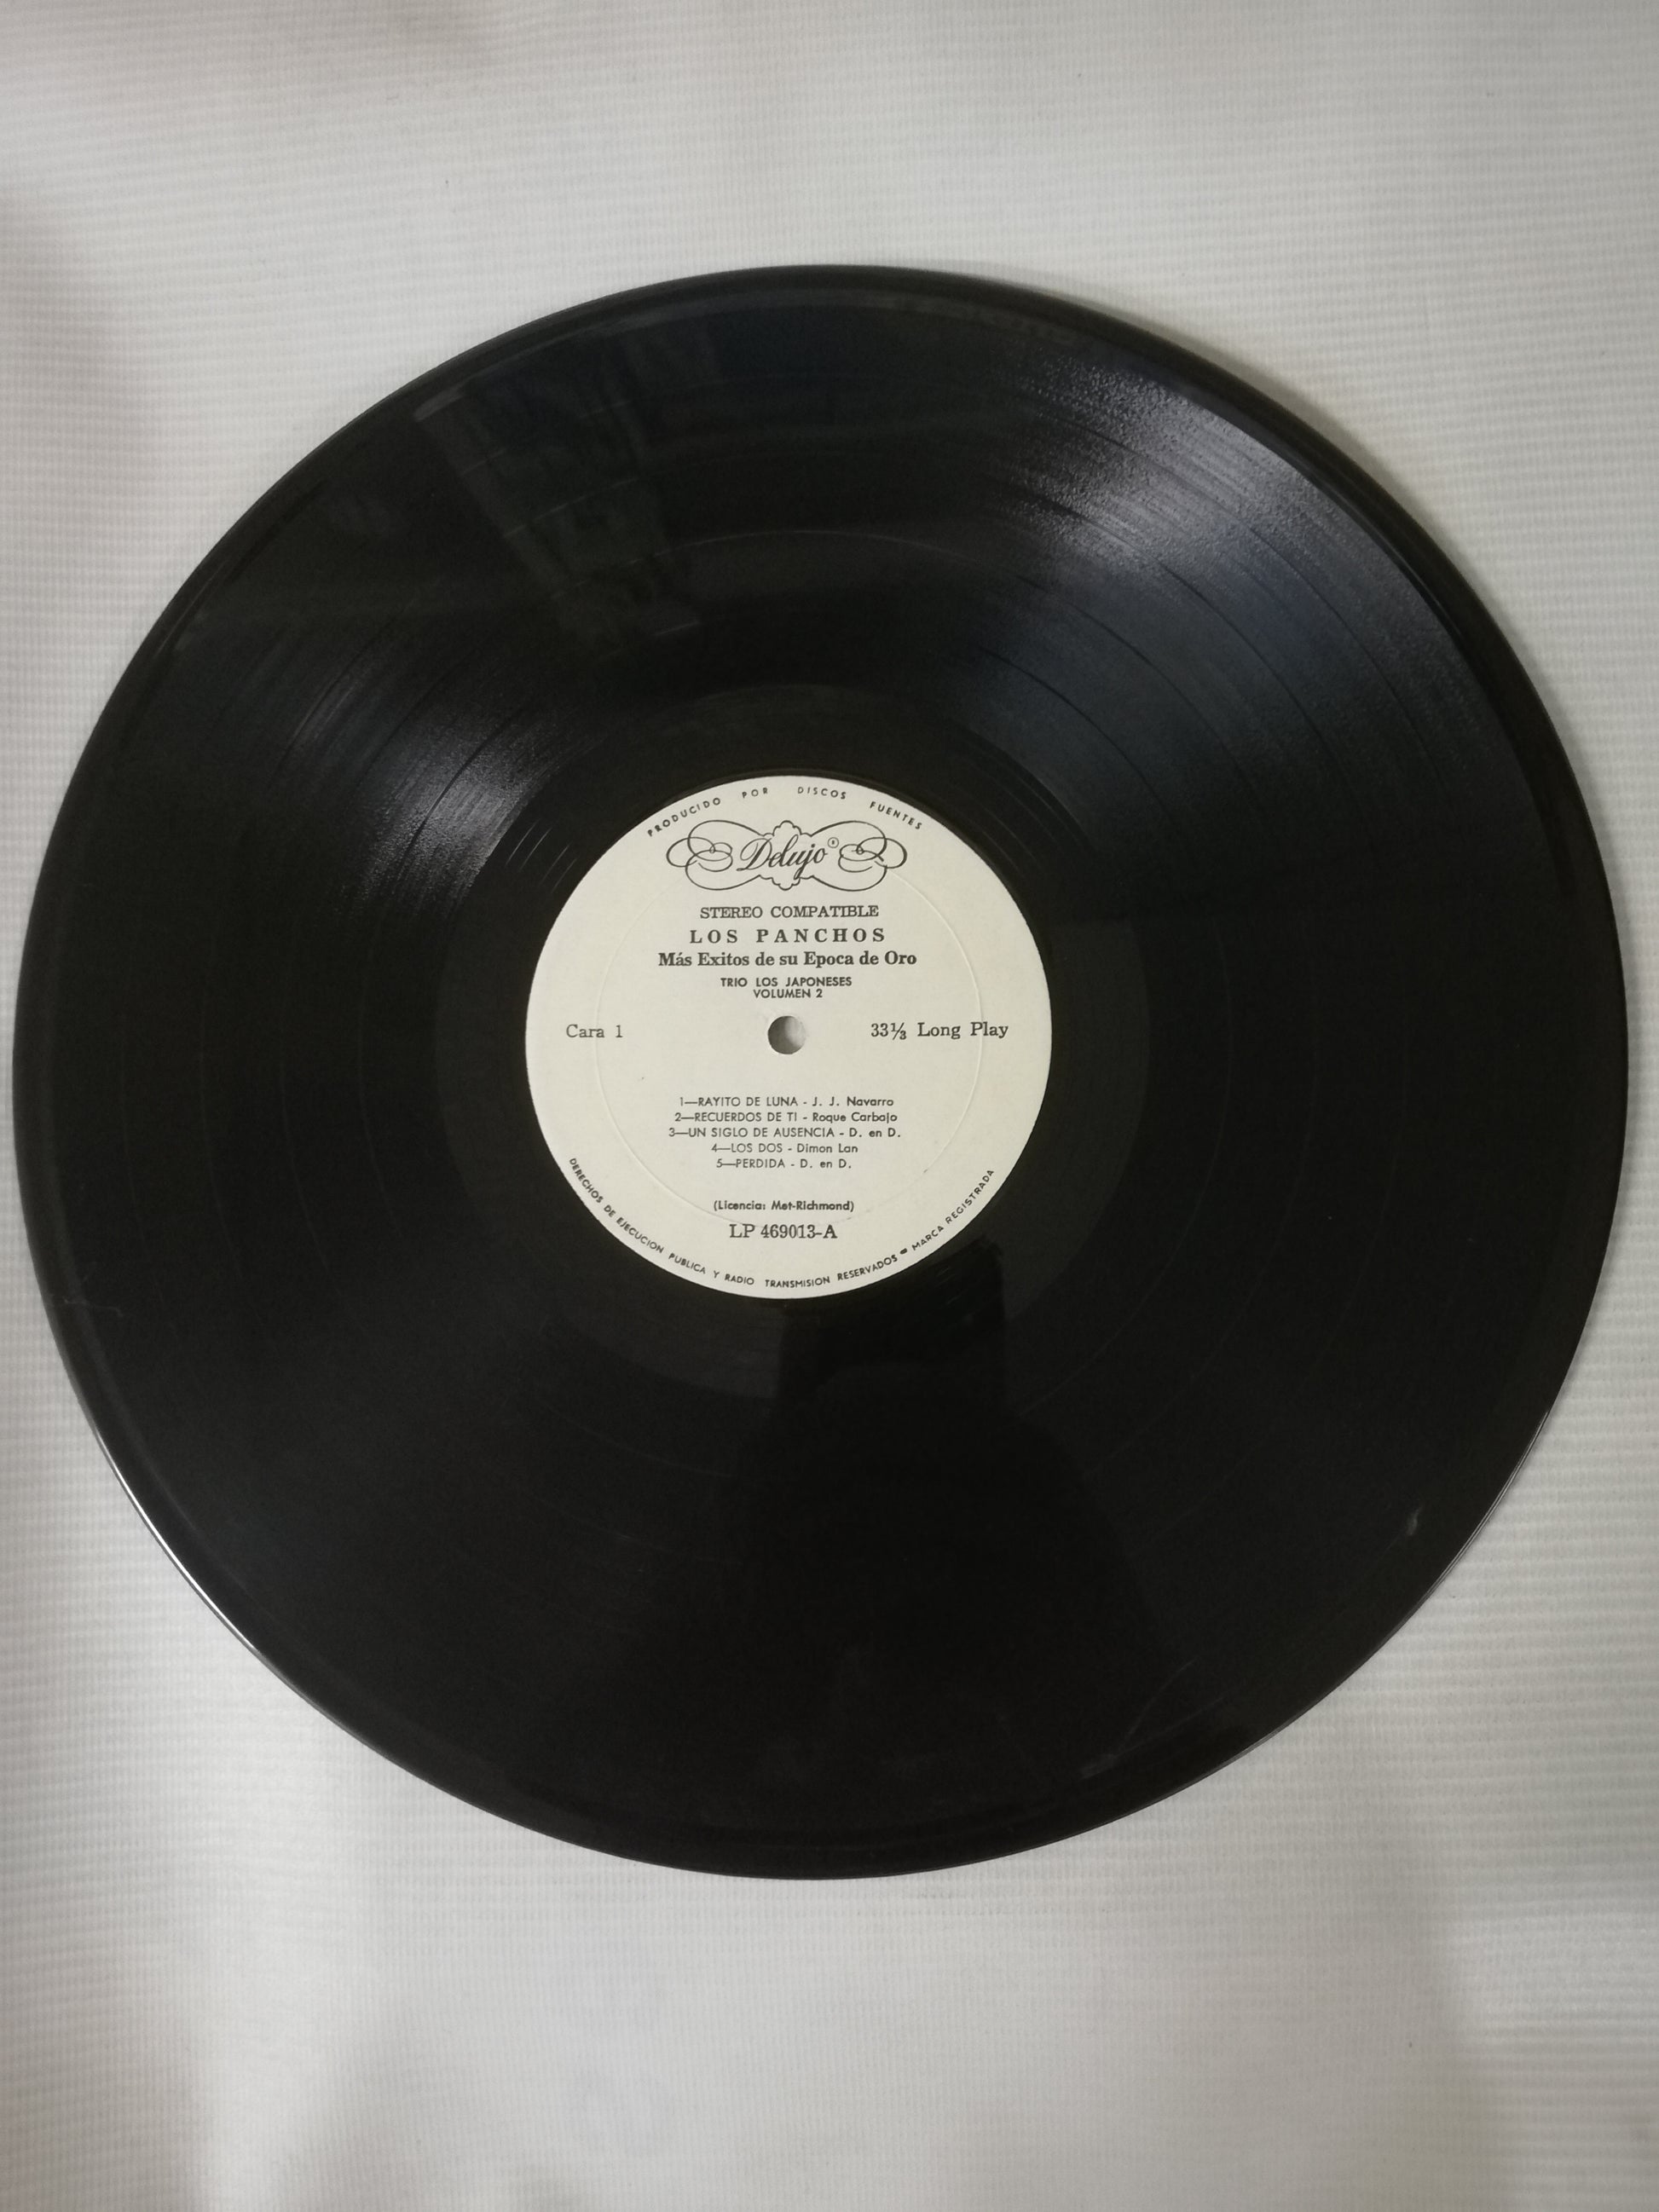 PRODUCIDO POR DISCOS FUENTES
Delujo®
STEREO COMPATIBLE
LOS PANCHOS
Más Exitos de su Epoca de Oro
TRIO LOS JAPONESES
VOLUMEN 2
Cara 1
33⅓ Long Play
1—RAYITO DE LUNA - J. J. Navarro
2—RECUERDOS DE TI - Roque Carbajo
3—UN SIGLO DE AUSENCIA - D. en D.
4—LOS DOS - Dimon Lan
5—PERDIDA - D. en D.
(Licencia: Met-Richmond)
LP 469013-A
DERECHOS DE EJECUCION PUBLICA Y RADIO TRANSMISION RESERVADOS - MARCA REGISTRADA